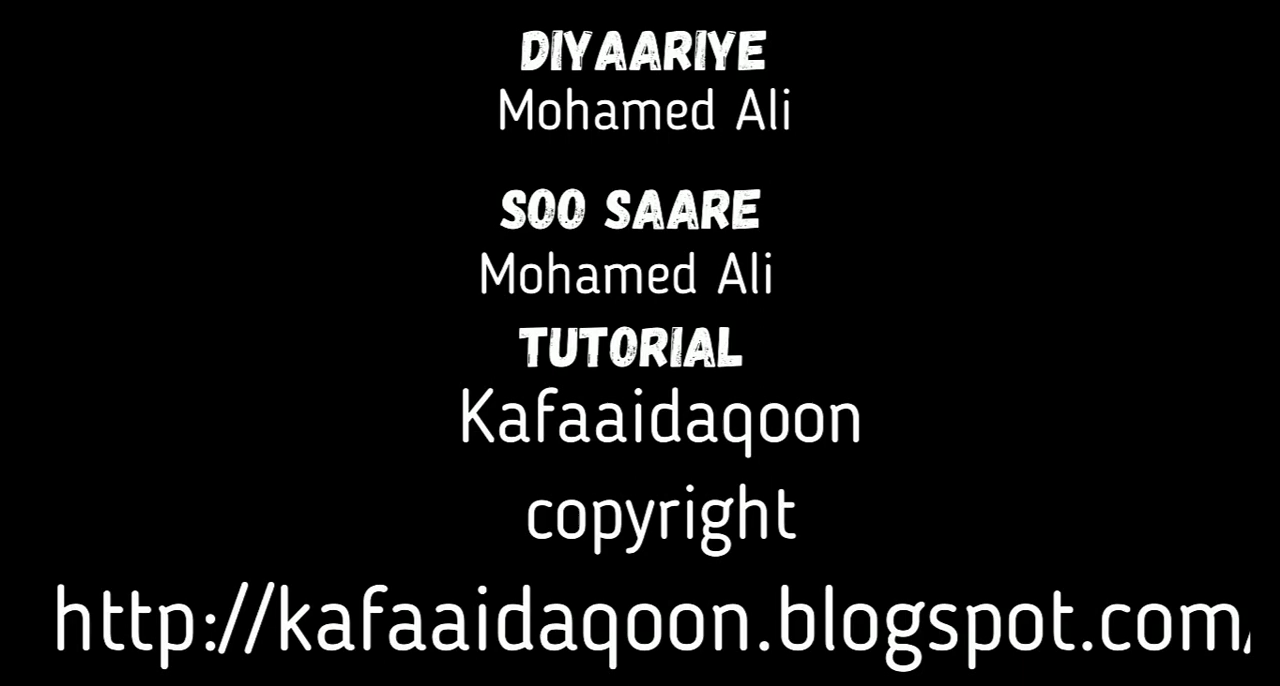 DIYAARIYE
Mohamed Ali
SOO SAARE
Mohamed Ali
TUTORIAL
Kafaaidaqoon
copyright
http://kafaaidaqoon.blogspot.com/